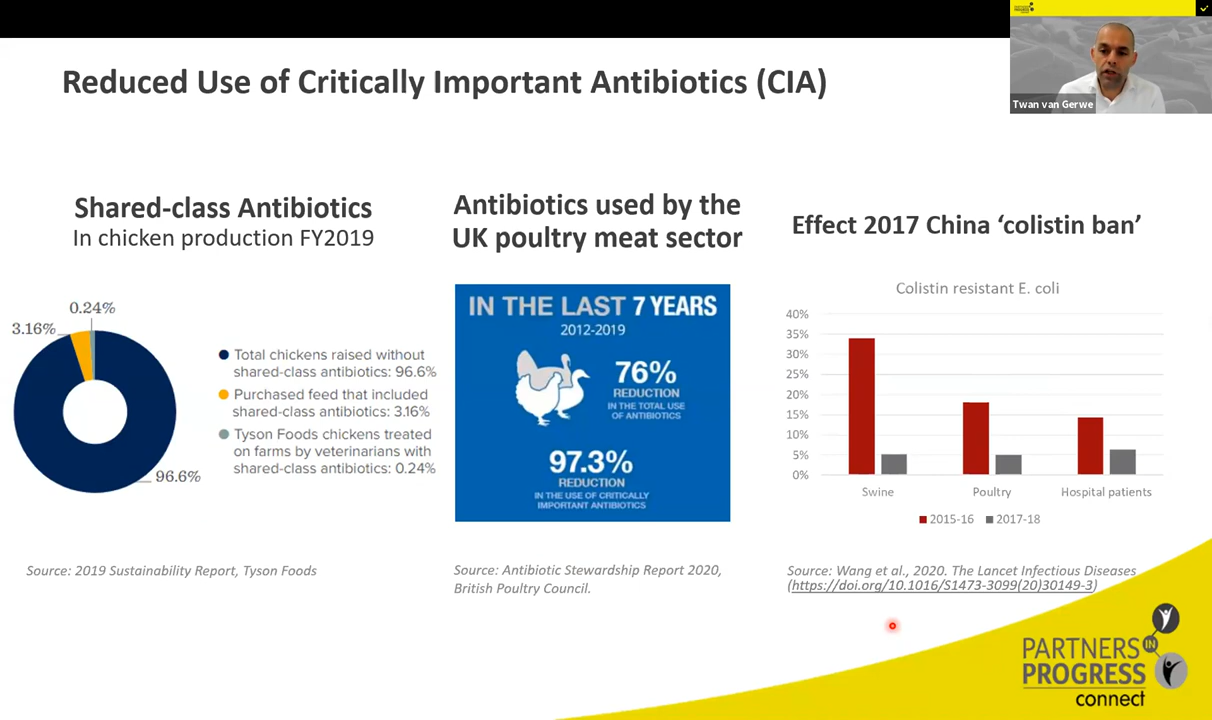 Reduced Use of Critically Important Antibiotics (CIA)
Twan van Gerwe
Shared-class Antibiotics
In chicken production FY2019
0.24%
3.16%
96.6%
Total chickens raised without
shared-class antibiotics: 96.6%
Purchased feed that included
shared-class antibiotics: 3.16%
Tyson Foods chickens treated
on farms by veterinarians with
shared-class antibiotics: 0.24%
Source: 2019 Sustainability Report, Tyson Foods
Antibiotics used by the
UK poultry meat sector
IN THE LAST 7 YEARS
2012-2019
76%
REDUCTION
IN THE TOTAL USE
OF ANTIBIOTICS
97.3%
REDUCTION
IN THE USE OF CRITICALLY
IMPORTANT ANTIBIOTICS
Source: Antibiotic Stewardship Report 2020,
British Poultry Council.
Effect 2017 China ‘colistin ban’
Colistin resistant E. coli
40%
35%
30%
25%
20%
15%
10%
5%
0%
Swine Poultry Hospital patients
2015-16 2017-18
Source: Wang et al., 2020. The Lancet Infectious Diseases
(https://doi.org/10.1016/S1473-3099(20)30149-3)
PARTNERS IN
PROGRESS
connect